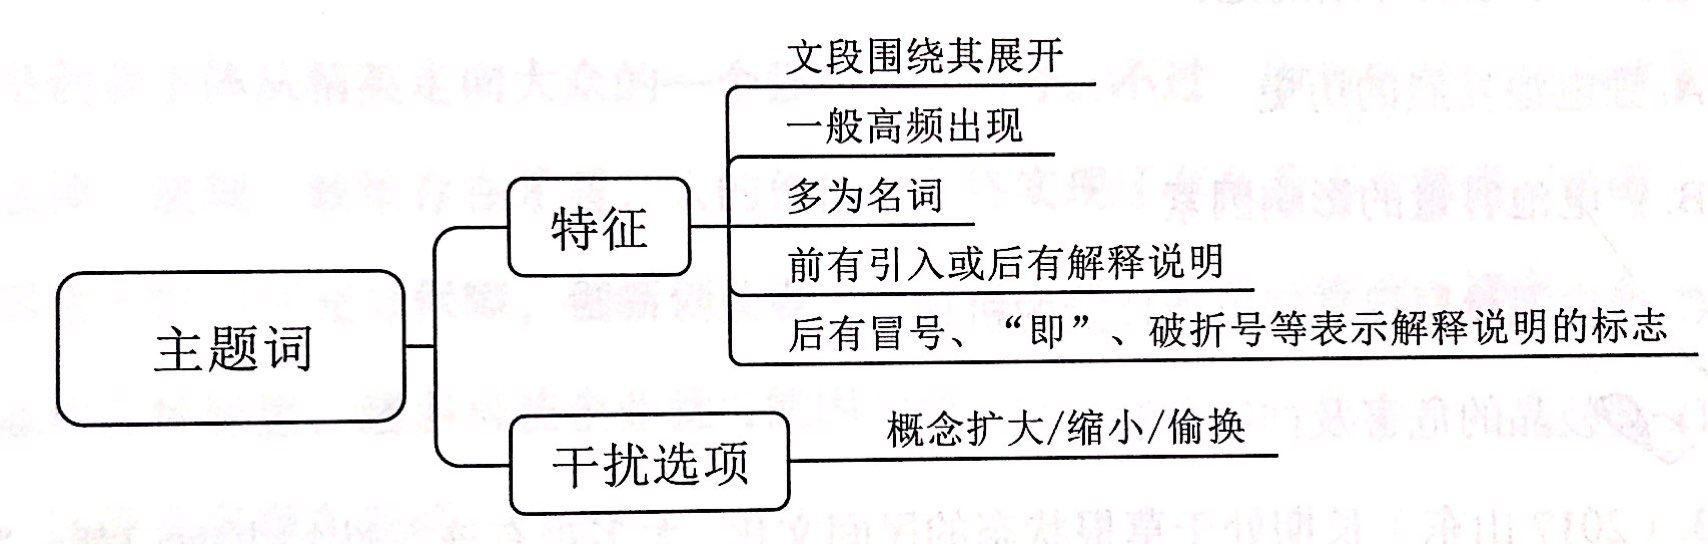 文段围绕其展开
一般高频出现
多为名词
特征
前有引入或后有解释说明
后有冒号、“即”、破折号等表示解释说明的标志
主题词
概念扩大/缩小/偷换
干扰选项